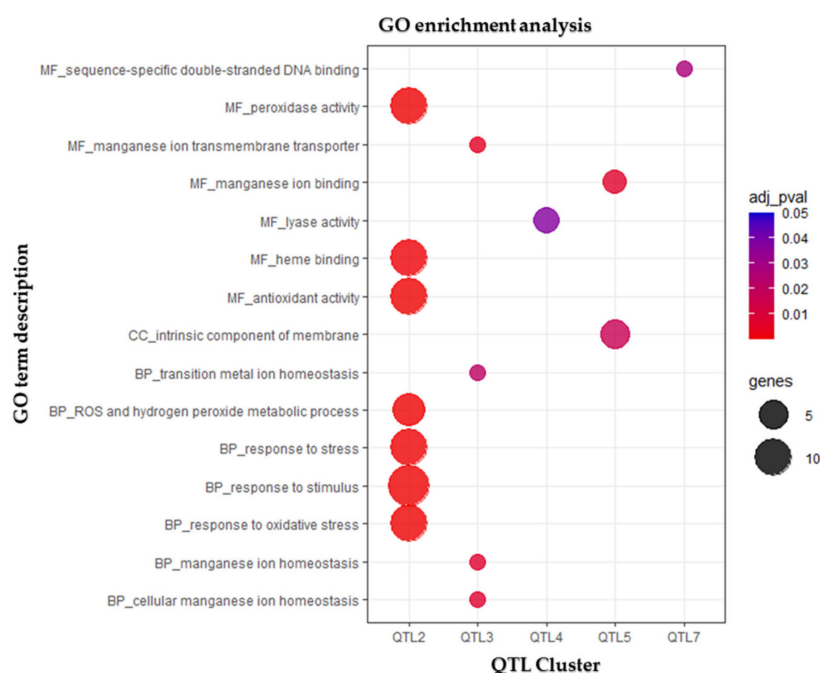 GO enrichment analysis
GO term description
MF_sequence-specific double-stranded DNA binding
MF_peroxidase activity
MF_manganese ion transmembrane transporter
MF_manganese ion binding
MF_lyase activity
MF_heme binding
MF_antioxidant activity
CC_intrinsic component of membrane
BP_transition metal ion homeostasis
BP_ROS and hydrogen peroxide metabolic process
BP_response to stress
BP_response to stimulus
BP_response to oxidative stress
BP_manganese ion homeostasis
BP_cellular manganese ion homeostasis
QTL2 QTL3 QTL4 QTL5 QTL7
QTL Cluster
adj_pval
0.05
0.04
0.03
0.02
0.01
genes
5
10